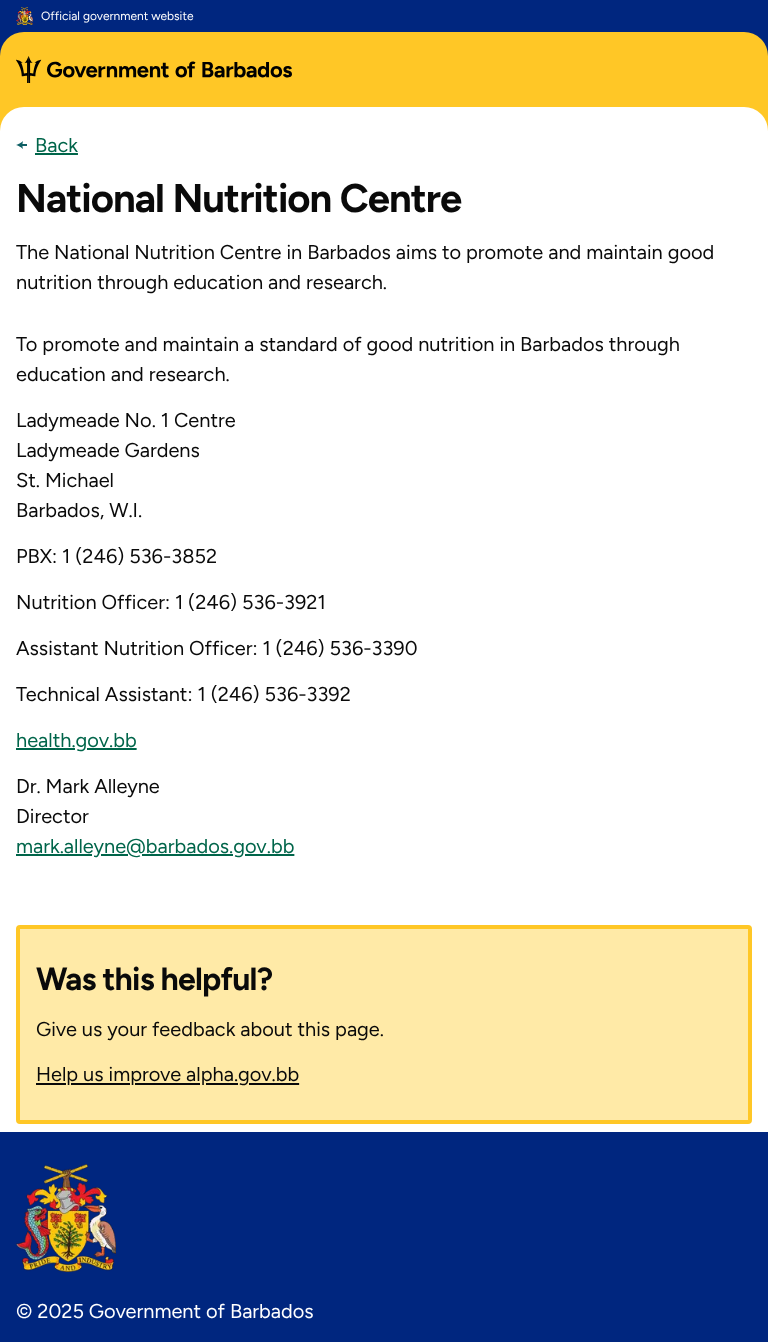 Official government website
Government of Barbados
Back
National Nutrition Centre
The National Nutrition Centre in Barbados aims to promote and maintain good
nutrition through education and research.
To promote and maintain a standard of good nutrition in Barbados through
education and research.
Ladymeade No. 1 Centre
Ladymeade Gardens
St. Michael
Barbados, W.I.
PBX: 1 (246) 536-3852
Nutrition Officer: 1 (246) 536-3921
Assistant Nutrition Officer: 1 (246) 536-3390
Technical Assistant: 1 (246) 536-3392
health.gov.bb
Dr. Mark Alleyne
Director
mark.alleyne@barbados.gov.bb
Was this helpful?
Give us your feedback about this page.
Help us improve alpha.gov.bb
PRIDE AND INDUSTRY
© 2025 Government of Barbados